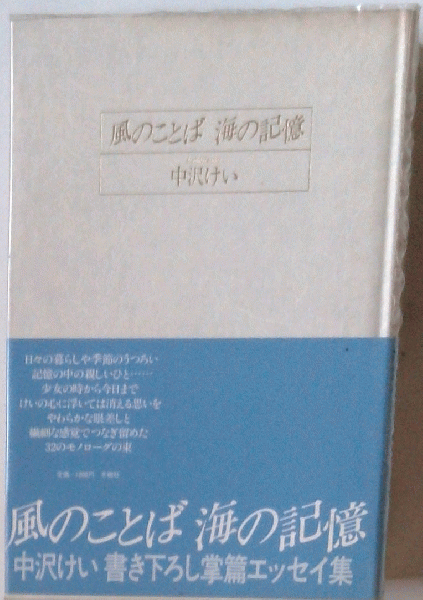 風のことば 海の記憶
中沢けい
日々の暮らしや季節のうつろい
記憶の中の親しいひと……
少女の時から今日まで
けいの心に浮いては消える思いを
やわらかな眼差しと
繊細な感覚でつなぎ留めた
32のモノローグの束
風のことば 海の記憶
中沢けい 書き下ろし掌篇エッセイ集